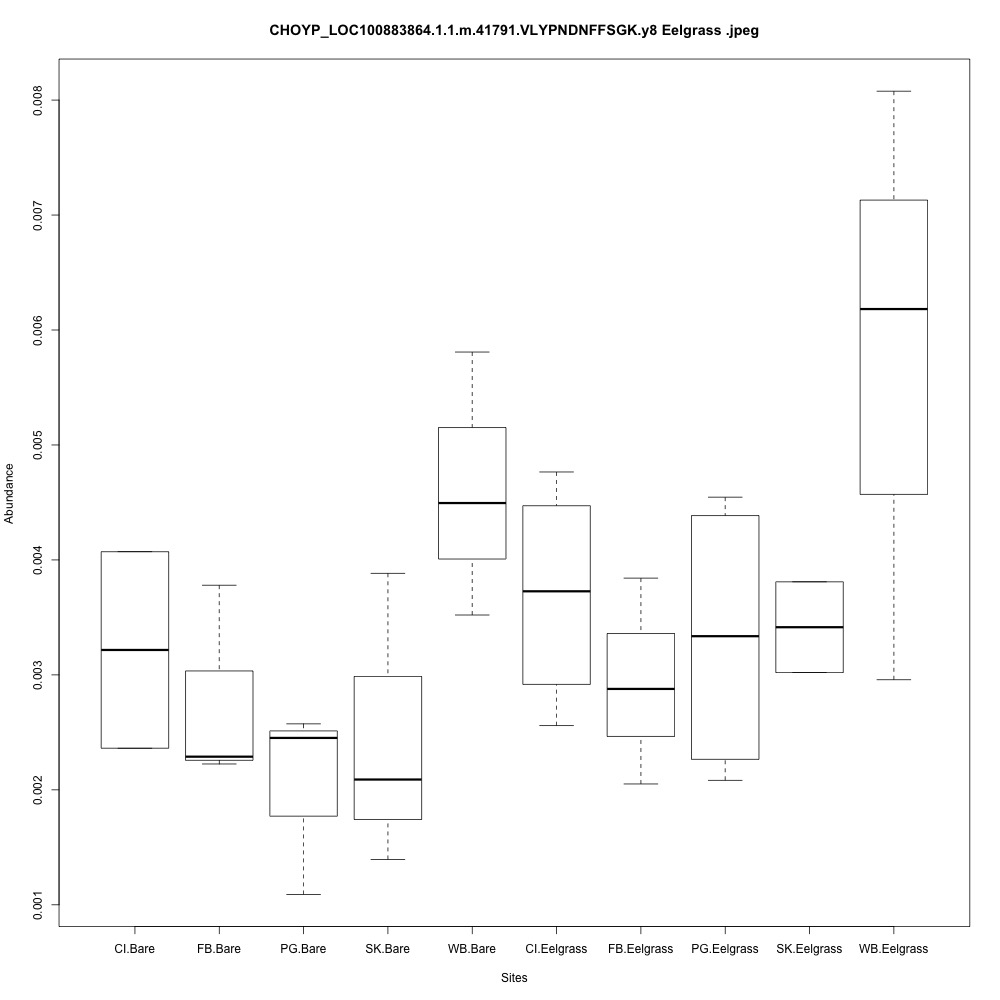 CHOYP_LOC100883864.1.1.m.41791.VLYPNDNFFSGK.y8 Eelgrass .jpeg
Abundance
0.008
0.007
0.006
0.005
0.004
0.003
0.002
0.001
CI.Bare FB.Bare PG.Bare SK.Bare WB.Bare CI.Eelgrass FB.Eelgrass PG.Eelgrass SK.Eelgrass WB.Eelgrass
Sites